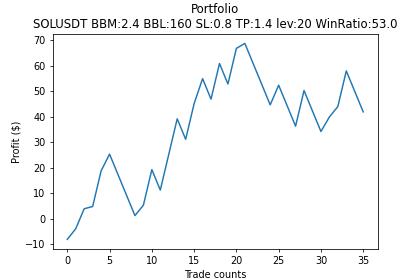 Portfolio
SOLUSDT BBM:2.4 BBL:160 SL:0.8 TP:1.4 lev:20 WinRatio:53.0
70
60
50
40
30
20
10
0
−10
Profit ($)
0 5 10 15 20 25 30 35
Trade counts